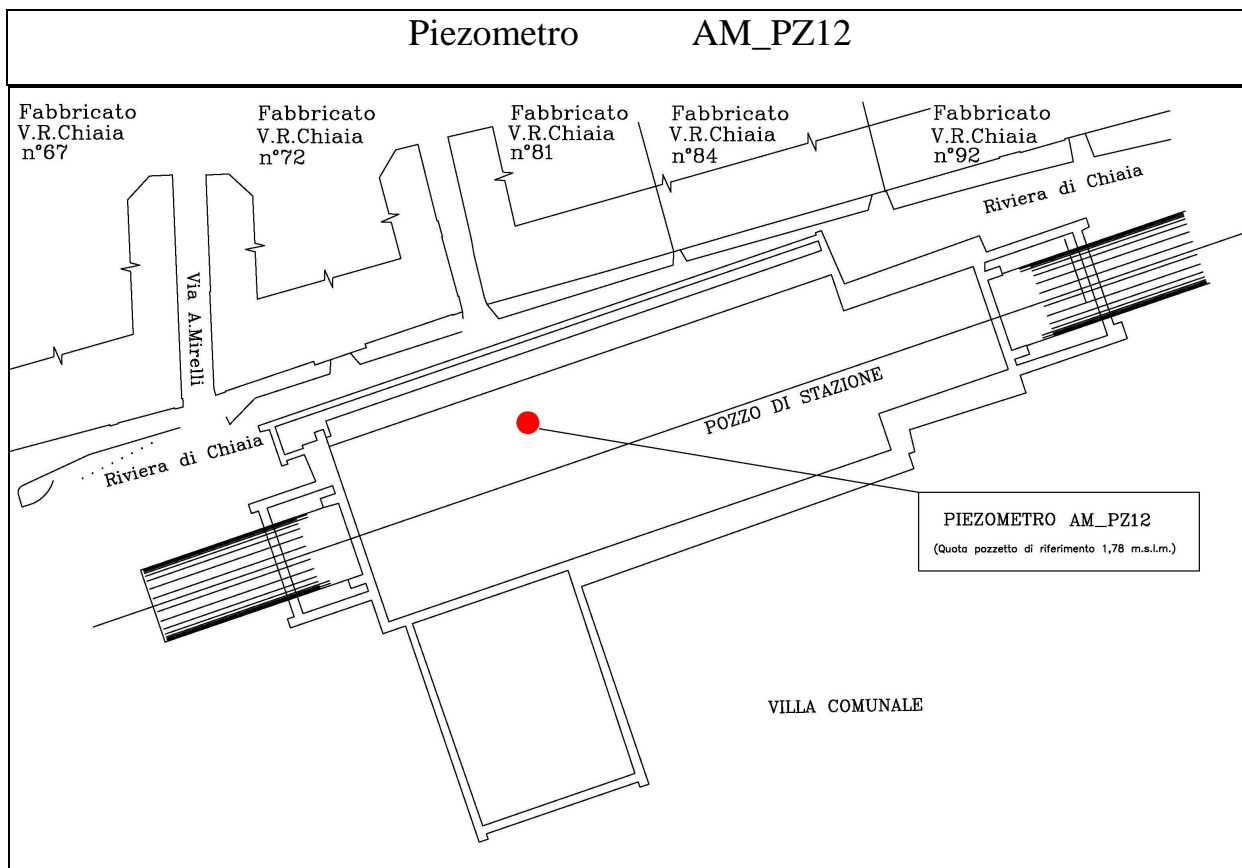 Piezometro AM_PZ12
Fabbricato
V.R.Chiaia
n°67
Fabbricato
V.R.Chiaia
n°72
Fabbricato
V.R.Chiaia
n°81
Fabbricato
V.R.Chiaia
n°84
Fabbricato
V.R.Chiaia
n°92
Riviera di Chiaia
Via A.Mirelli
POZZO DI STAZIONE
Riviera di Chiaia
PIEZOMETRO AM_PZ12
(Quota pozzetto di riferimento 1,78 m.s.l.m.)
VILLA COMUNALE